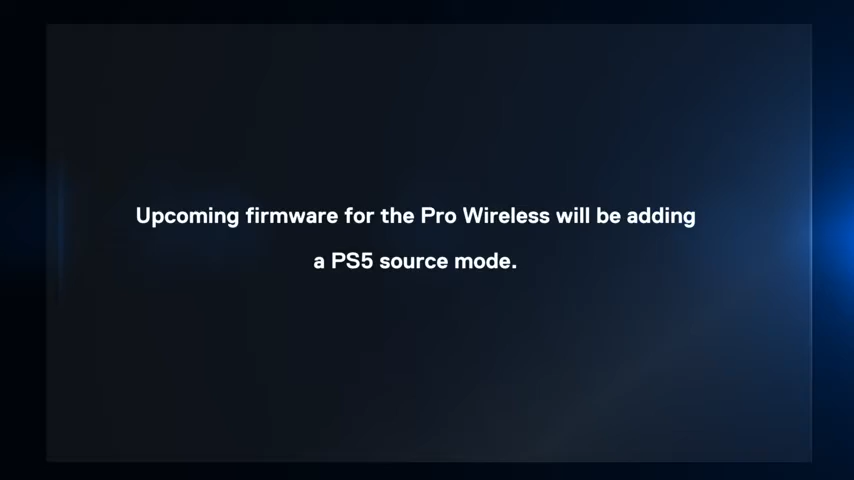 Upcoming firmware for the Pro Wireless will be adding
a PS5 source mode.